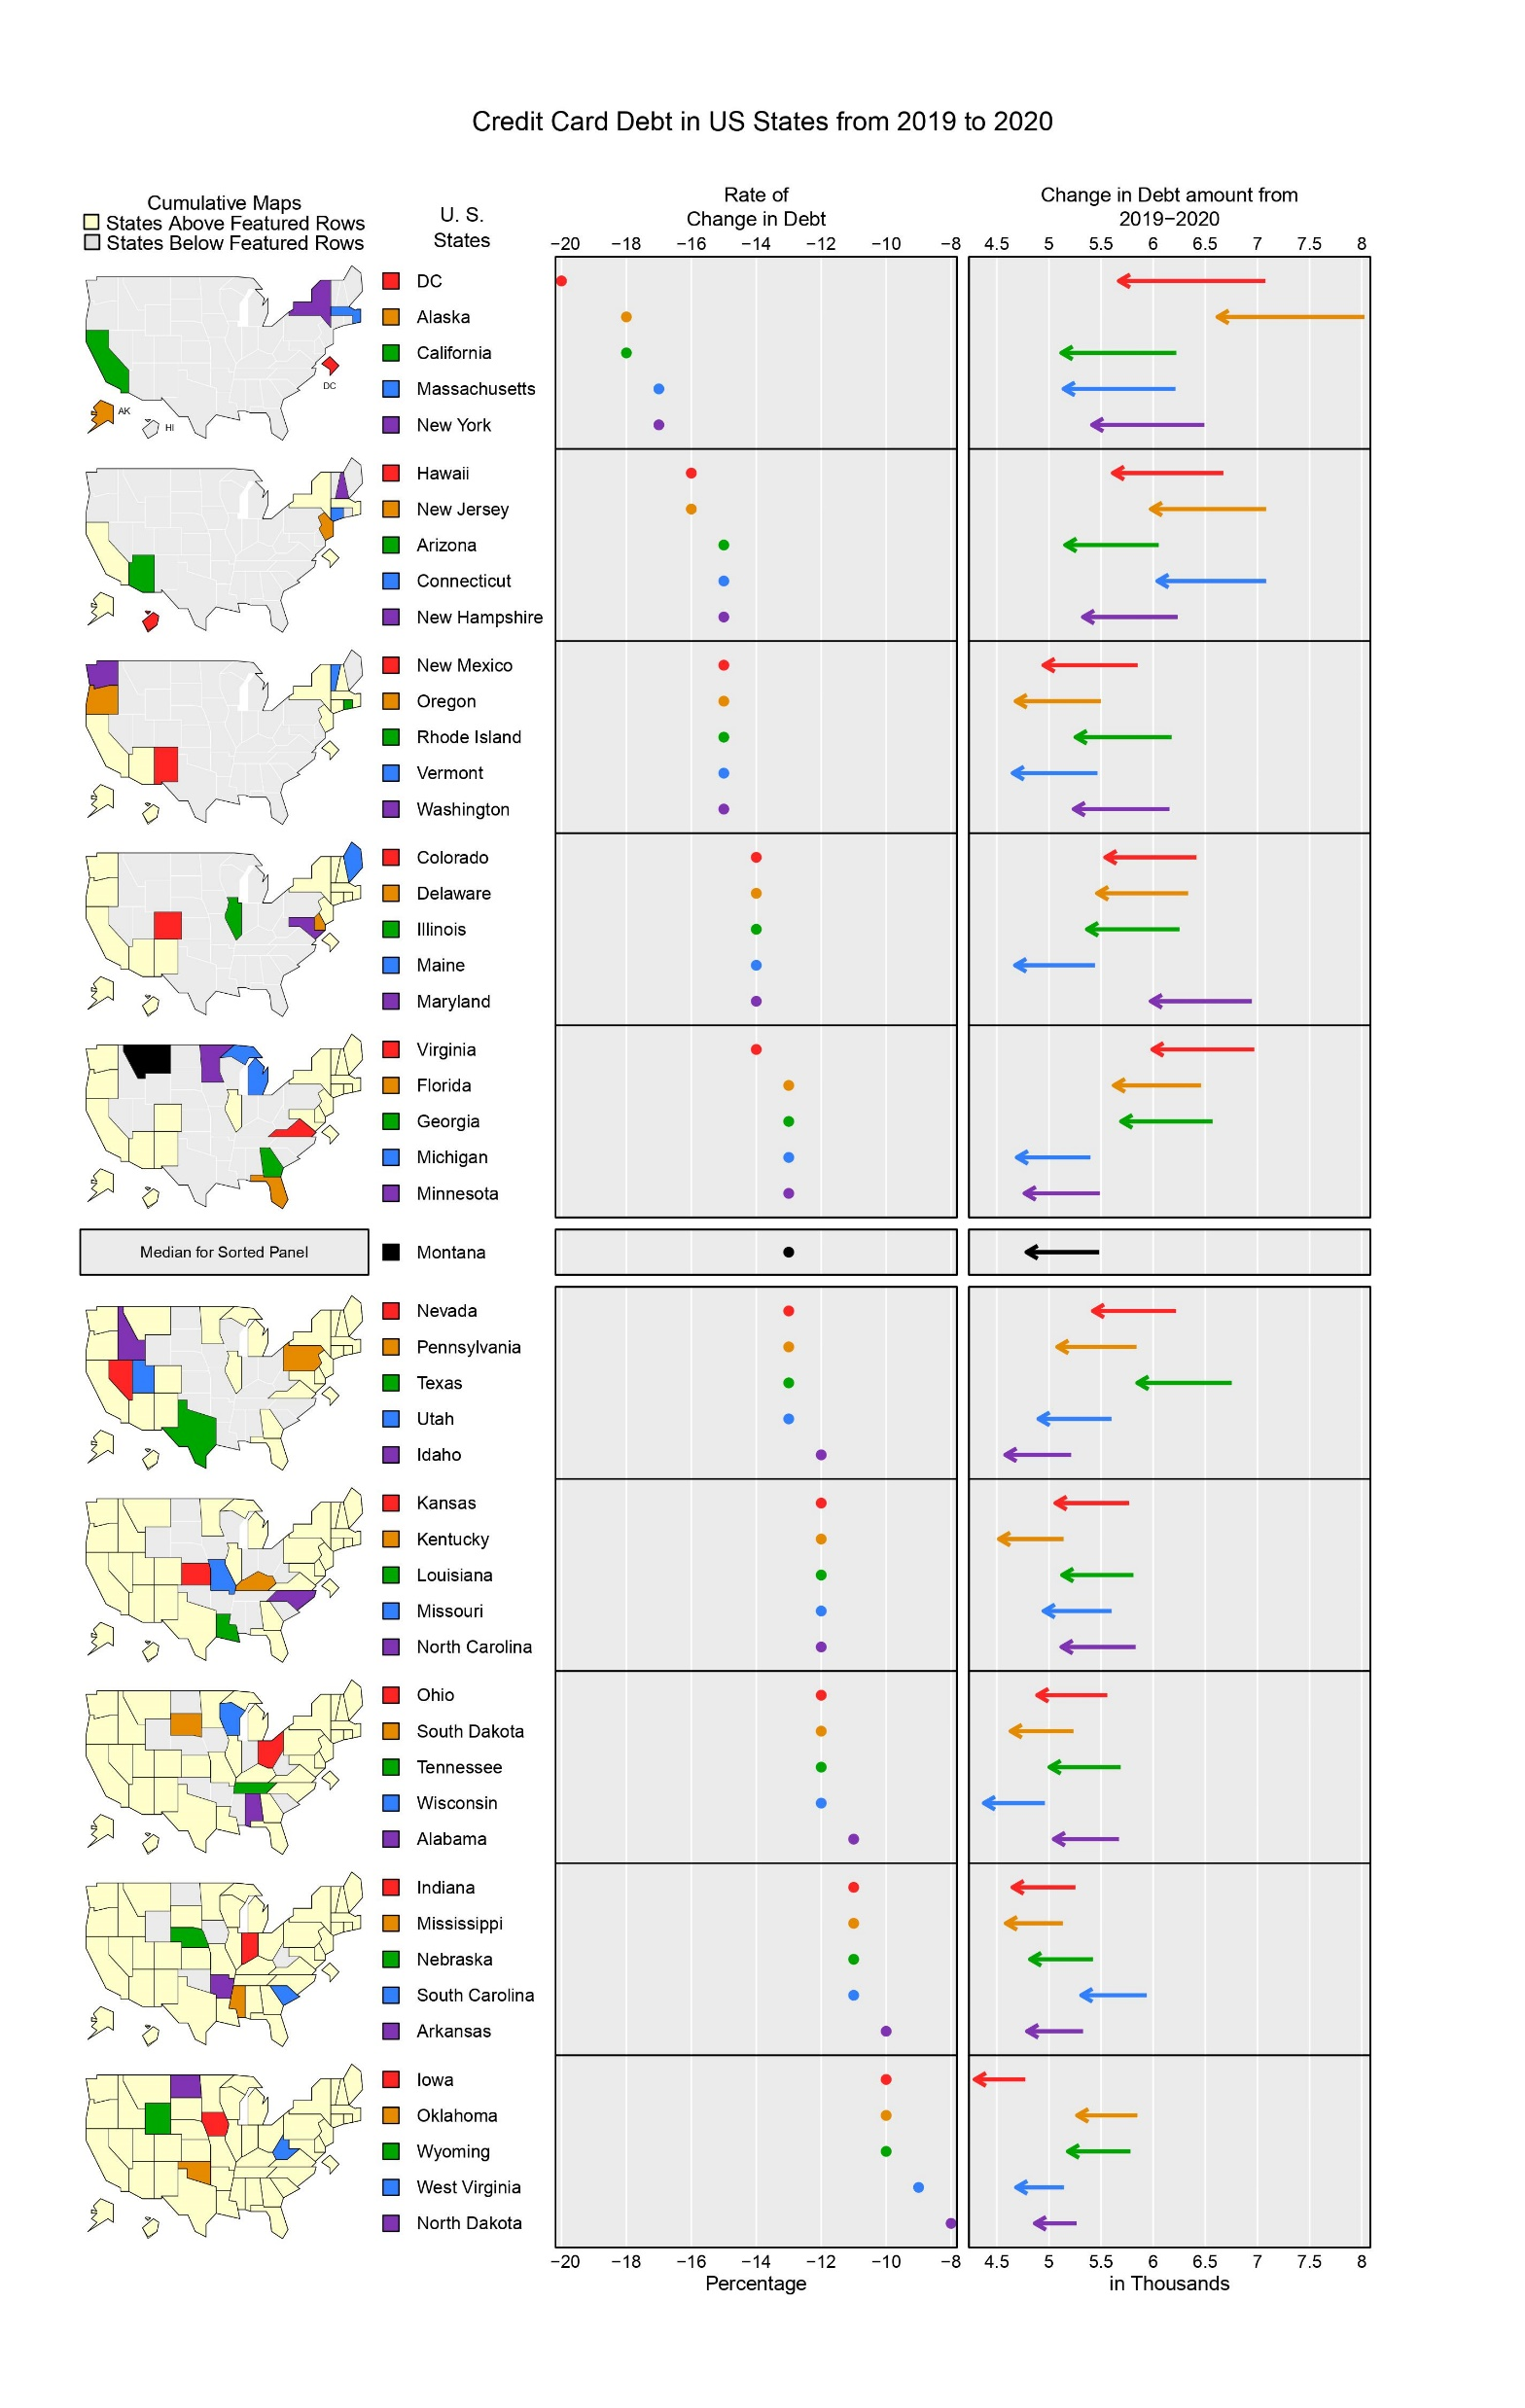 Credit Card Debt in US States from 2019 to 2020
Cumulative Maps
States Above Featured Rows
States Below Featured Rows
U. S.
States
Rate of
Change in Debt
−20 −18 −16 −14 −12 −10 −8
Change in Debt amount from
2019−2020
4.5 5 5.5 6 6.5 7 7.5 8
DC
AK
HI
DC
Alaska
California
Massachusetts
New York
Hawaii
New Jersey
Arizona
Connecticut
New Hampshire
New Mexico
Oregon
Rhode Island
Vermont
Washington
Colorado
Delaware
Illinois
Maine
Maryland
Virginia
Florida
Georgia
Michigan
Minnesota
Median for Sorted Panel
Montana
Nevada
Pennsylvania
Texas
Utah
Idaho
Kansas
Kentucky
Louisiana
Missouri
North Carolina
Ohio
South Dakota
Tennessee
Wisconsin
Alabama
Indiana
Mississippi
Nebraska
South Carolina
Arkansas
Iowa
Oklahoma
Wyoming
West Virginia
North Dakota
−20 −18 −16 −14 −12 −10 −8
Percentage
4.5 5 5.5 6 6.5 7 7.5 8
in Thousands